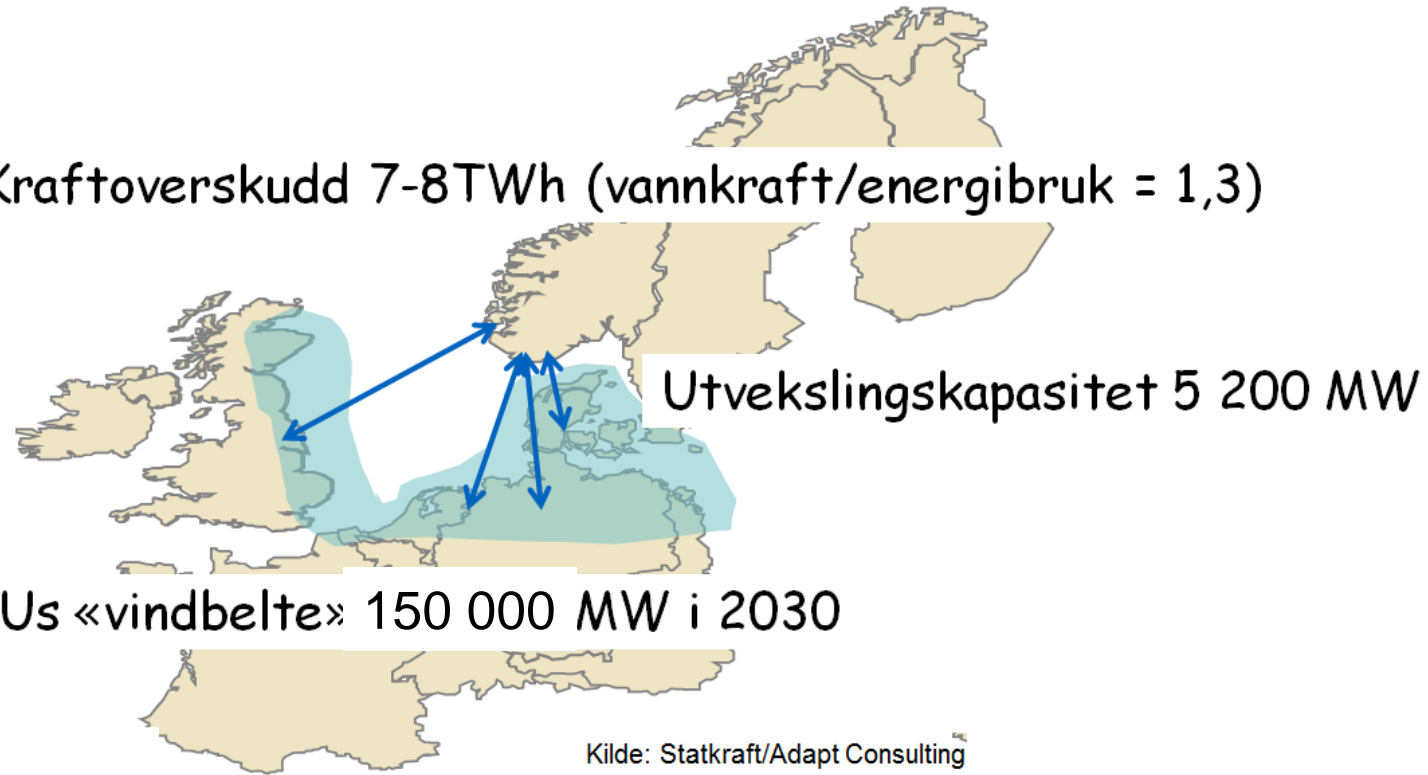 Kraftoverskudd 7-8TWh (vannkraft/energibruk = 1,3)
Utvekslingskapasitet 5 200 MW
Us «vindbelte» 150 000 MW i 2030
Kilde: Statkraft/Adapt Consulting